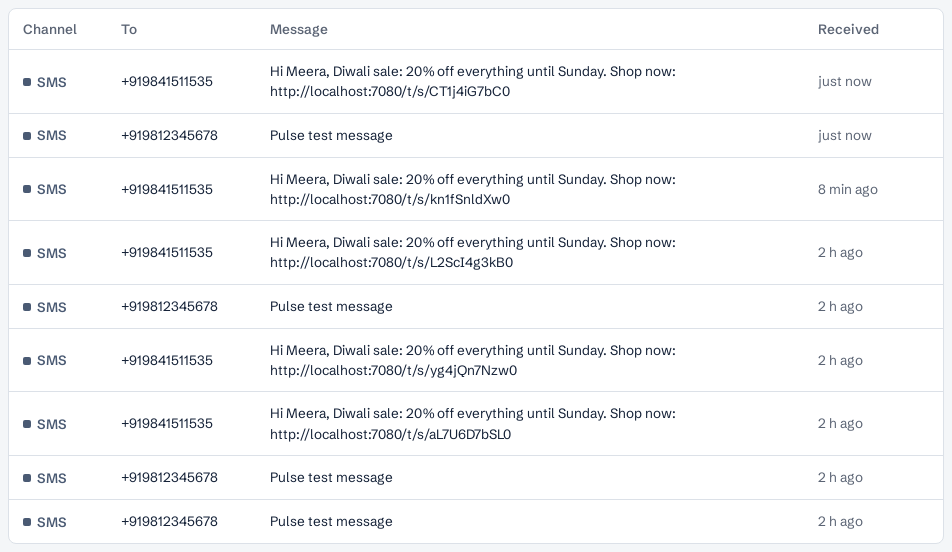 Channel To Message Received
SMS +919841511535 Hi Meera, Diwali sale: 20% off everything until Sunday. Shop now: just now
http://localhost:7080/t/s/CT1j4iG7bC0
SMS +919812345678 Pulse test message just now
SMS +919841511535 Hi Meera, Diwali sale: 20% off everything until Sunday. Shop now: 8 min ago
http://localhost:7080/t/s/kn1fSnldXw0
SMS +919841511535 Hi Meera, Diwali sale: 20% off everything until Sunday. Shop now: 2 h ago
http://localhost:7080/t/s/L2ScI4g3kB0
SMS +919812345678 Pulse test message 2 h ago
SMS +919841511535 Hi Meera, Diwali sale: 20% off everything until Sunday. Shop now: 2 h ago
http://localhost:7080/t/s/yg4jQn7Nzw0
SMS +919841511535 Hi Meera, Diwali sale: 20% off everything until Sunday. Shop now: 2 h ago
http://localhost:7080/t/s/aL7U6D7bSL0
SMS +919812345678 Pulse test message 2 h ago
SMS +919812345678 Pulse test message 2 h ago